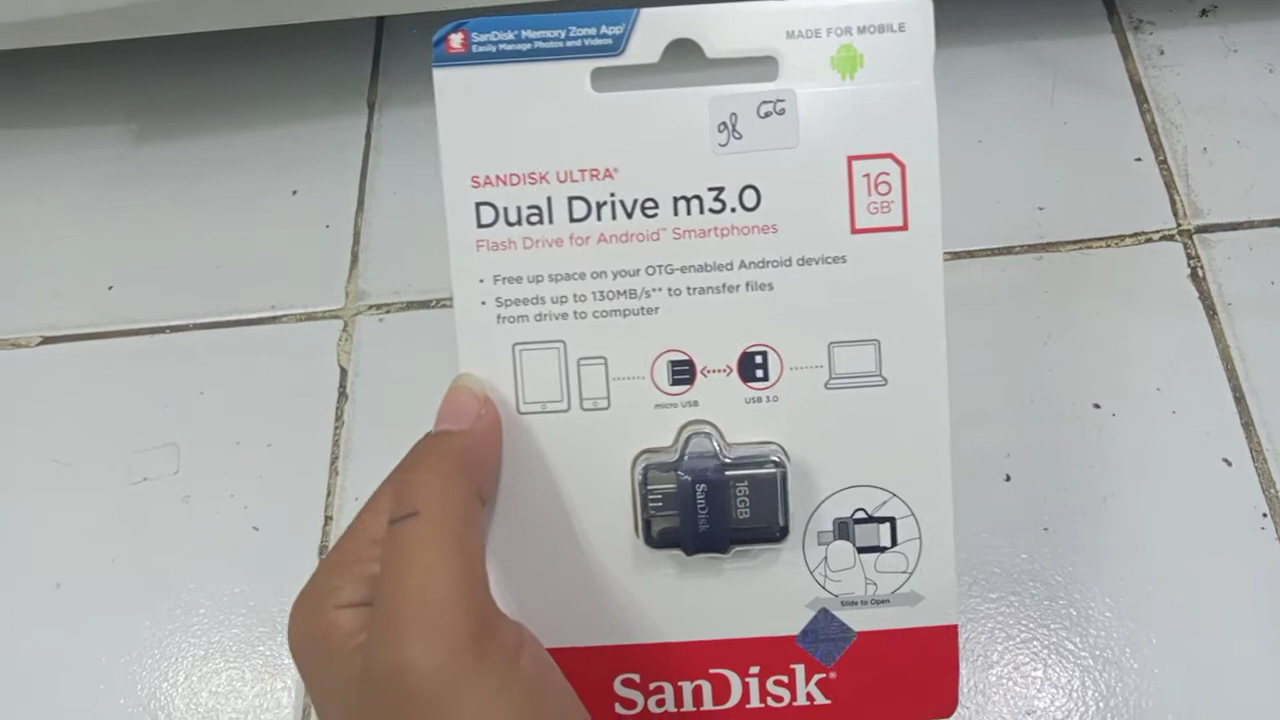 SanDisk® Memory Zone App
Easily Manage Photos and Videos
MADE FOR MOBILE
98 GG
SANDISK ULTRA®
Dual Drive m3.0
16
GB*
Flash Drive for Android™ Smartphones
• Free up space on your OTG-enabled Android devices
• Speeds up to 130MB/s** to transfer files
from drive to computer
micro USB
USB 3.0
SanDisk
16GB
Slide to Open
SanDisk®